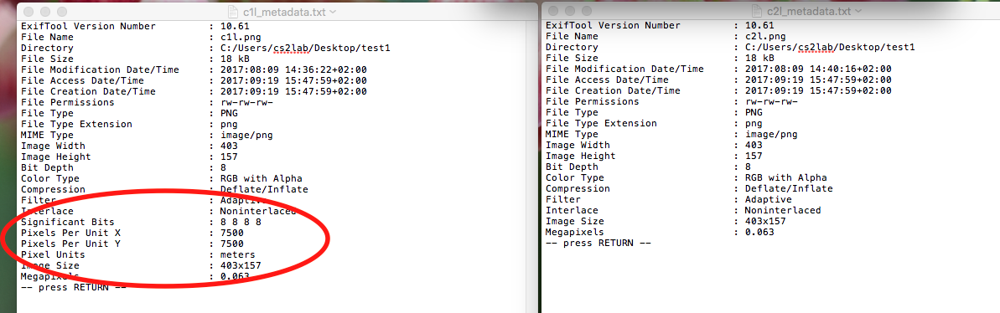 c1l_metadata.txt
ExifTool Version Number : 10.61
File Name : c1l.png
Directory : C:/Users/cs2lab/Desktop/test1
File Size : 18 kB
File Modification Date/Time : 2017:08:09 14:36:22+02:00
File Access Date/Time : 2017:09:19 15:47:59+02:00
File Creation Date/Time : 2017:09:19 15:47:59+02:00
File Permissions : rw-rw-rw-
File Type : PNG
File Type Extension : png
MIME Type : image/png
Image Width : 403
Image Height : 157
Bit Depth : 8
Color Type : RGB with Alpha
Compression : Deflate/Inflate
Filter : Adaptive
Interlace : Noninterlaced
Significant Bits : 8 8 8 8
Pixels Per Unit X : 7500
Pixels Per Unit Y : 7500
Pixel Units : meters
Image Size : 403x157
Megapixels : 0.063
-- press RETURN --
c2l_metadata.txt
ExifTool Version Number : 10.61
File Name : c2l.png
Directory : C:/Users/cs2lab/Desktop/test1
File Size : 18 kB
File Modification Date/Time : 2017:08:09 14:40:16+02:00
File Access Date/Time : 2017:09:19 15:47:59+02:00
File Creation Date/Time : 2017:09:19 15:47:59+02:00
File Permissions : rw-rw-rw-
File Type : PNG
File Type Extension : png
MIME Type : image/png
Image Width : 403
Image Height : 157
Bit Depth : 8
Color Type : RGB with Alpha
Compression : Deflate/Inflate
Filter : Adaptive
Interlace : Noninterlaced
Image Size : 403x157
Megapixels : 0.063
-- press RETURN --